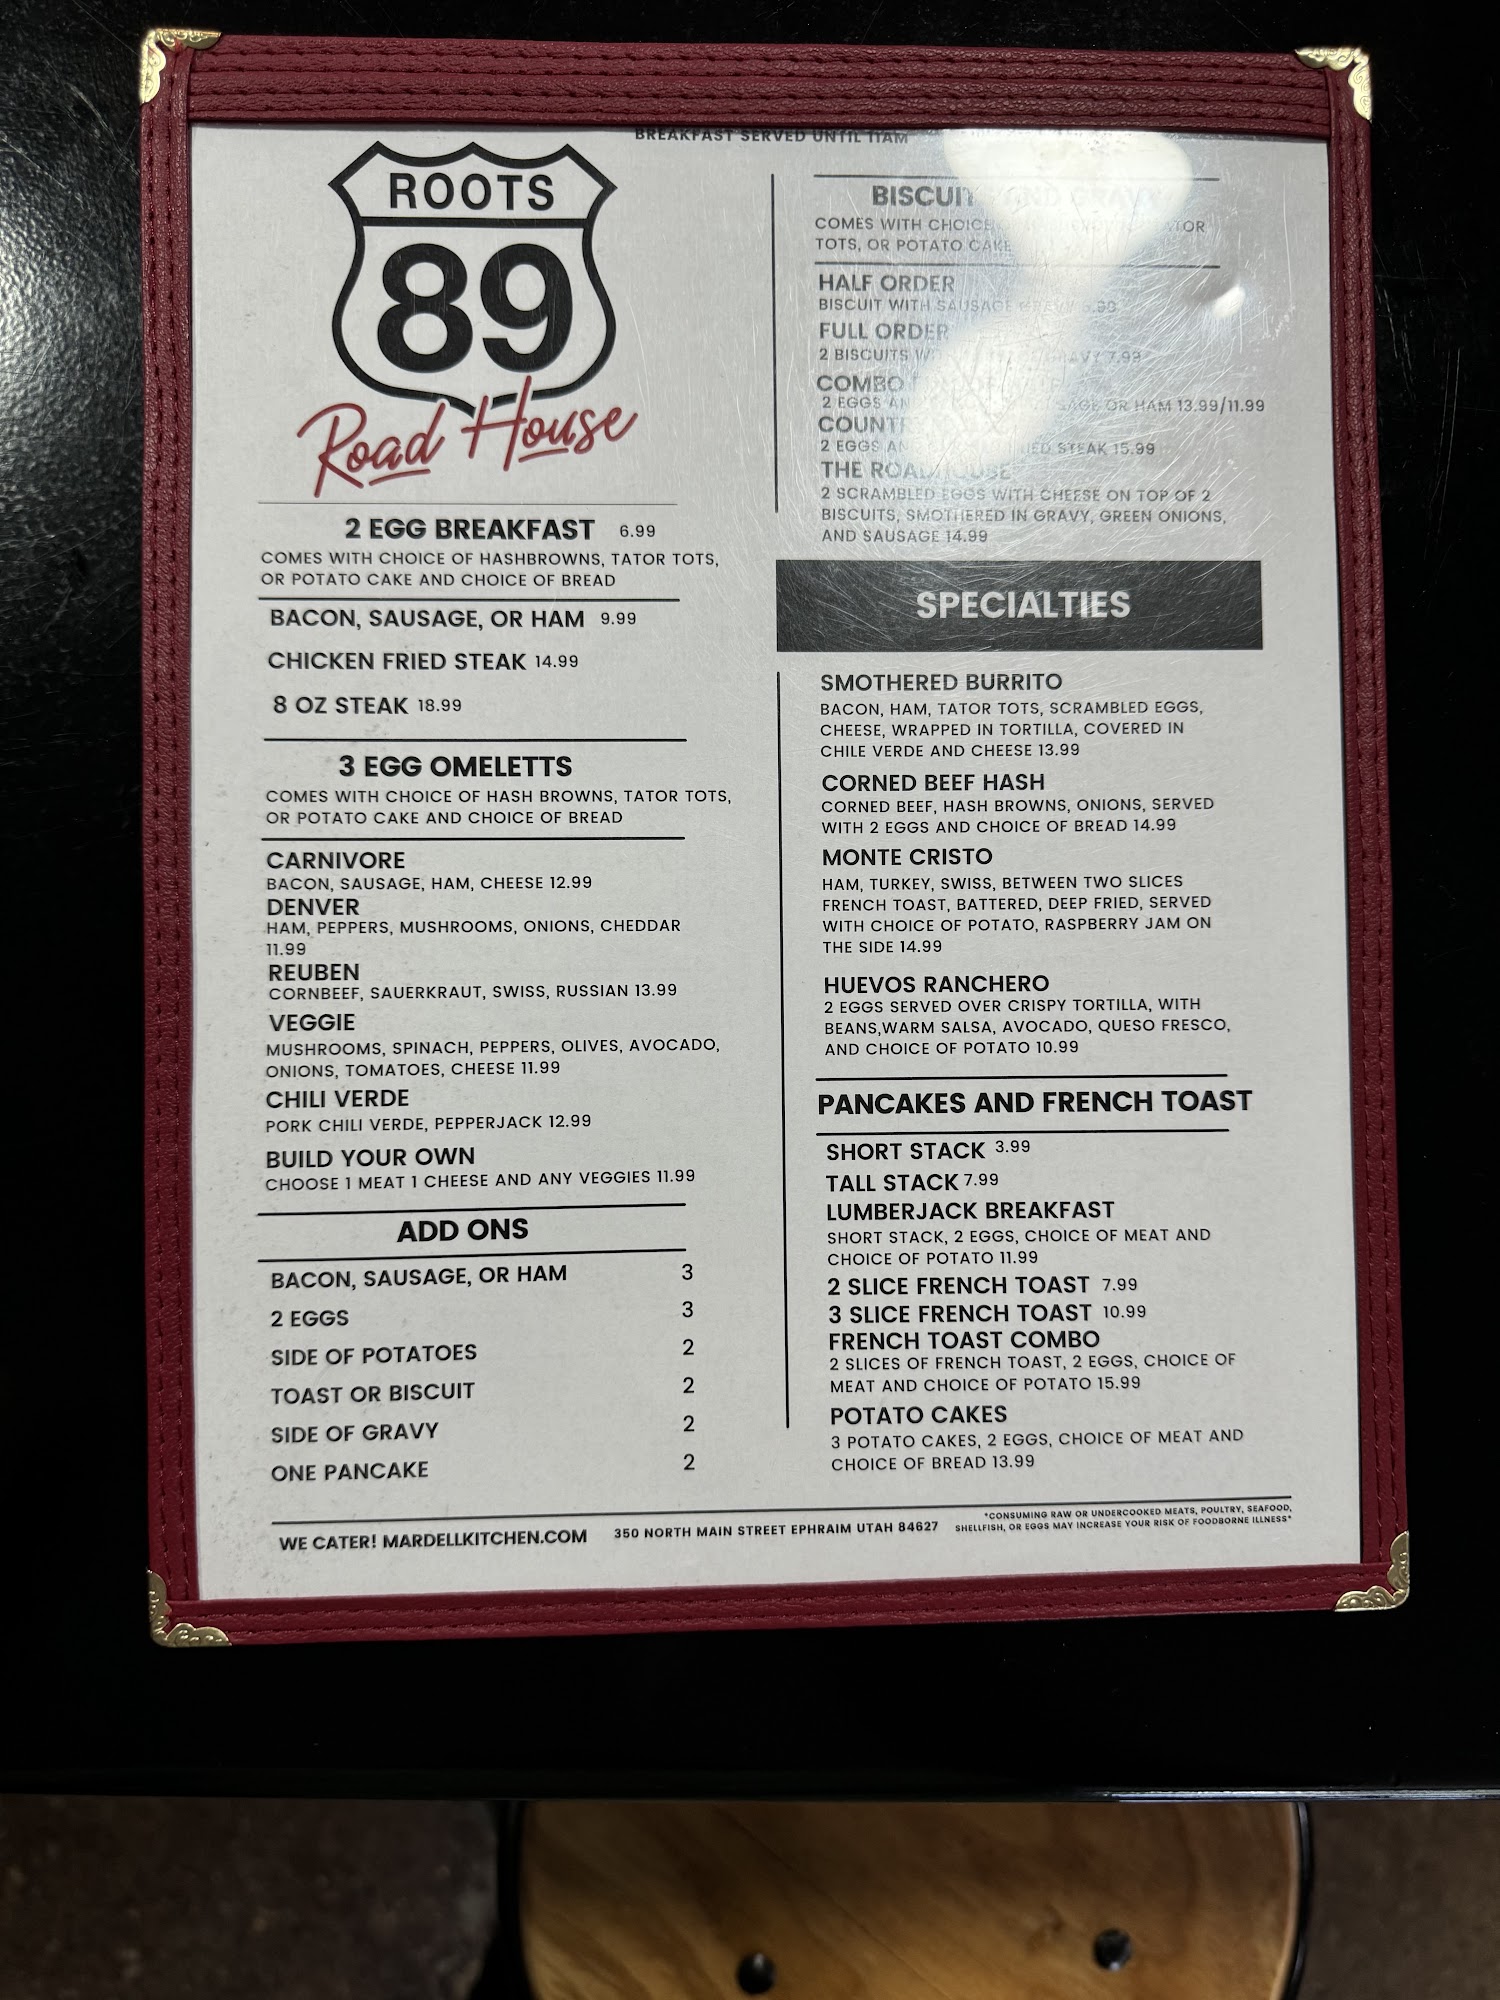 BREAKFAST SERVED UNTIL 11AM
ROOTS
89
Road House
2 EGG BREAKFAST 6.99
COMES WITH CHOICE OF HASHBROWNS, TATOR TOTS,
OR POTATO CAKE AND CHOICE OF BREAD
BACON, SAUSAGE, OR HAM 9.99
CHICKEN FRIED STEAK 14.99
8 OZ STEAK 18.99
3 EGG OMELETTS
COMES WITH CHOICE OF HASH BROWNS, TATOR TOTS,
OR POTATO CAKE AND CHOICE OF BREAD
CARNIVORE
BACON, SAUSAGE, HAM, CHEESE 12.99
DENVER
HAM, PEPPERS, MUSHROOMS, ONIONS, CHEDDAR
11.99
REUBEN
CORNBEEF, SAUERKRAUT, SWISS, RUSSIAN 13.99
VEGGIE
MUSHROOMS, SPINACH, PEPPERS, OLIVES, AVOCADO,
ONIONS, TOMATOES, CHEESE 11.99
CHILI VERDE
PORK CHILI VERDE, PEPPERJACK 12.99
BUILD YOUR OWN
CHOOSE 1 MEAT 1 CHEESE AND ANY VEGGIES 11.99
ADD ONS
BACON, SAUSAGE, OR HAM 3
2 EGGS 3
SIDE OF POTATOES 2
TOAST OR BISCUIT 2
SIDE OF GRAVY 2
ONE PANCAKE 2
AND GRAVY
COMES WITH CHOICE
TOTS, OR POTATO CAKE
HALF ORDER
BISCUIT WITH SAUSAGE GRAVY
FULL ORDER
2 BISCUITS GRAVY 7.99
COMBO
2 EGGS OR HAM 13.99/11.99
2 EGGS STEAK 15.99
THE ROADHOUSE
2 SCRAMBLED EGGS WITH CHEESE ON TOP OF 2
BISCUITS, SMOTHERED IN GRAVY, GREEN ONIONS,
AND SAUSAGE 14.99
SPECIALTIES
SMOTHERED BURRITO
BACON, HAM, TATOR TOTS, SCRAMBLED EGGS,
CHEESE, WRAPPED IN TORTILLA, COVERED IN
CHILE VERDE AND CHEESE 13.99
CORNED BEEF HASH
CORNED BEEF, HASH BROWNS, ONIONS, SERVED
WITH 2 EGGS AND CHOICE OF BREAD 14.99
MONTE CRISTO
HAM, TURKEY, SWISS, BETWEEN TWO SLICES
FRENCH TOAST, BATTERED, DEEP FRIED, SERVED
WITH CHOICE OF POTATO, RASPBERRY JAM ON
THE SIDE 14.99
HUEVOS RANCHERO
2 EGGS SERVED OVER CRISPY TORTILLA, WITH
BEANS,WARM SALSA, AVOCADO, QUESO FRESCO,
AND CHOICE OF POTATO 10.99
PANCAKES AND FRENCH TOAST
SHORT STACK 3.99
TALL STACK 7.99
LUMBERJACK BREAKFAST
SHORT STACK, 2 EGGS, CHOICE OF MEAT AND
CHOICE OF POTATO 11.99
2 SLICE FRENCH TOAST 7.99
3 SLICE FRENCH TOAST 10.99
FRENCH TOAST COMBO
2 SLICES OF FRENCH TOAST, 2 EGGS, CHOICE OF
MEAT AND CHOICE OF POTATO 15.99
POTATO CAKES
3 POTATO CAKES, 2 EGGS, CHOICE OF MEAT AND
CHOICE OF BREAD 13.99
WE CATER! MARDELLKITCHEN.COM
350 NORTH MAIN STREET EPHRAIM UTAH 84627
*CONSUMING RAW OR UNDERCOOKED MEATS, POULTRY, SEAFOOD,
SHELLFISH, OR EGGS MAY INCREASE YOUR RISK OF FOODBORNE ILLNESS*